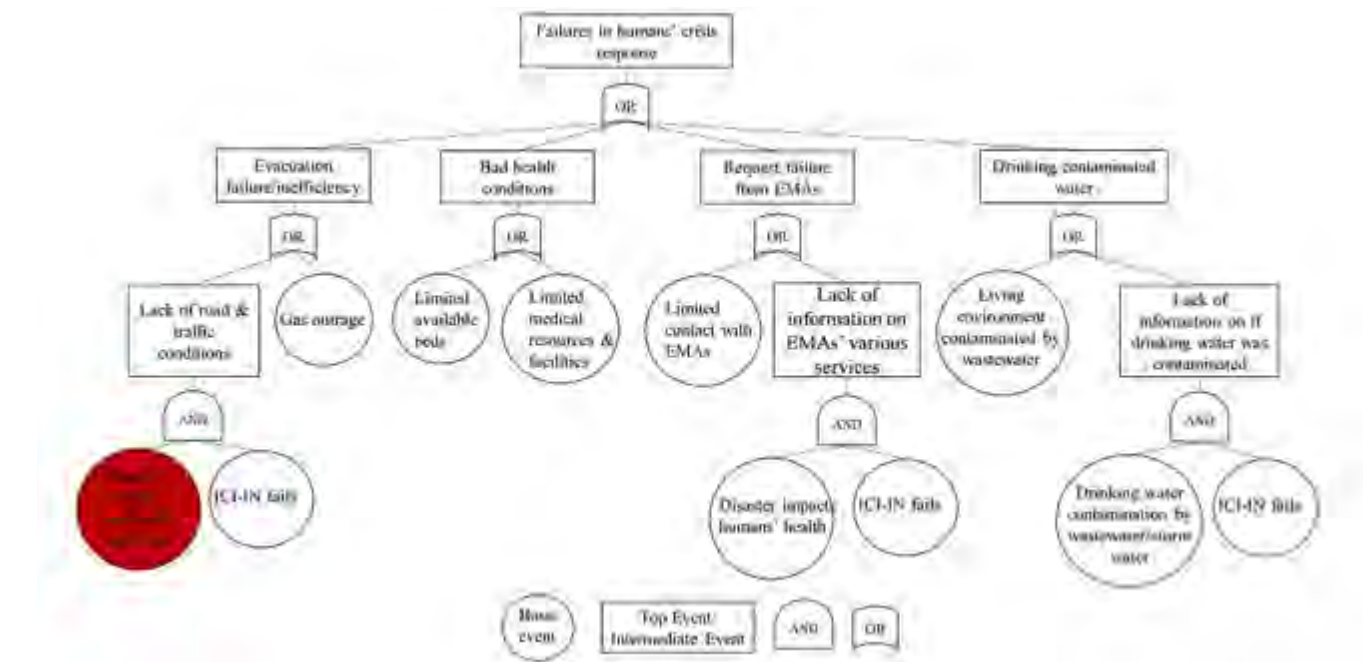 Failures in humans' crisis
response
OR
Evacuation
failure/inefficiency
Bad health
conditions
Request failure
from EMAs
Drinking contaminated
water
OR
OR
OR
OR
Lack of road &
traffic
conditions
Gas outrage
Limited
available
beds
Limited
medical
resources &
facilities
Limited
contact with
EMAs
Lack of
information on
EMAs' various
services
Living
environment
contaminated by
wastewater
Lack of
information on if
drinking water was
contaminated
AND
AND
AND
ICI-IN fails
Disaster impacts
humans' health
ICI-IN fails
Drinking water
contamination by
wastewater/storm
water
ICI-IN fails
Basic
event
Top Event/
Intermediate Event
AND
OR